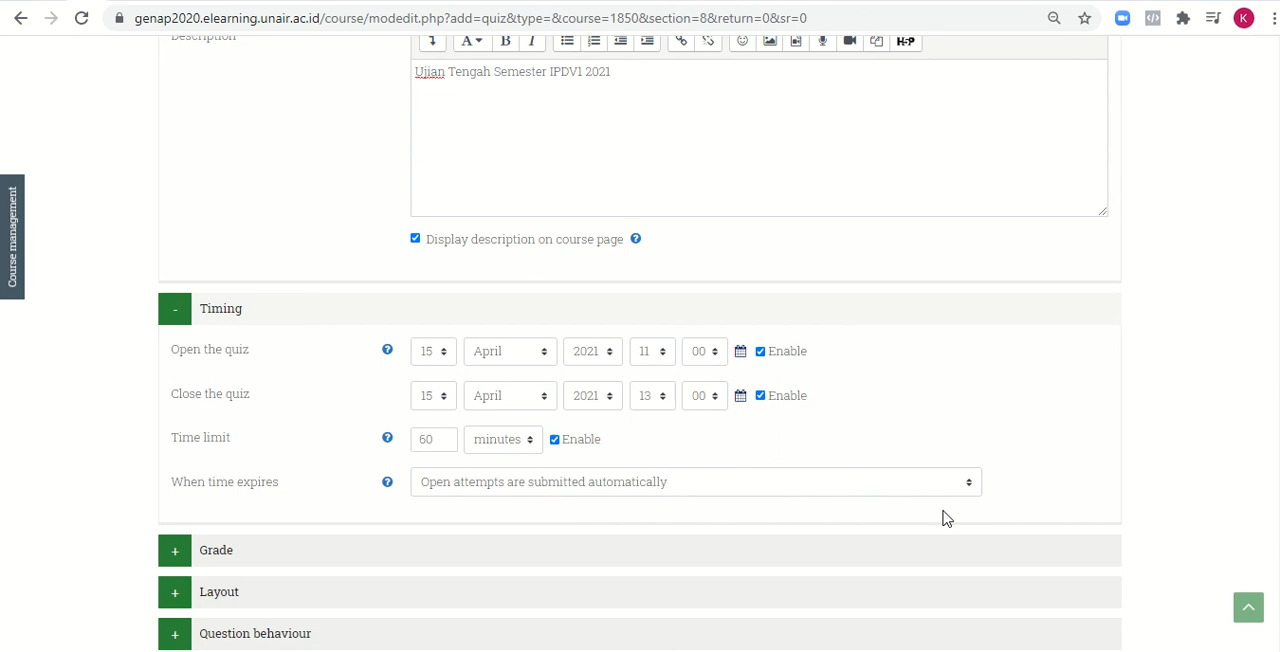 genap2020.elearning.unair.ac.id/course/modedit.php?add=quiz&type=&course=1850&section=8&return=0&sr=0
K
Description
A B I H-P
Ujian Tengah Semester IPDV1 2021
Course management
Display description on course page ?
- Timing
Open the quiz ? 15 April 2021 11 00 Enable
Close the quiz 15 April 2021 13 00 Enable
Time limit ? 60 minutes Enable
When time expires ? Open attempts are submitted automatically
+ Grade
+ Layout
+ Question behaviour